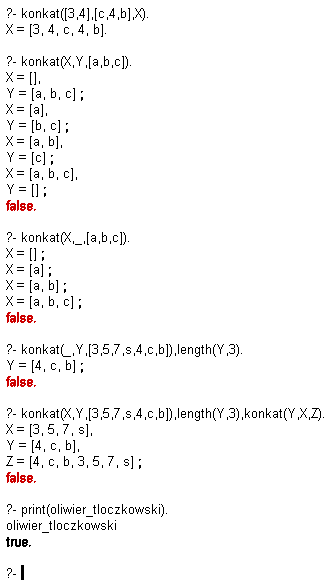 ?- konkat([3,4],[c,4,b],X).
X = [3, 4, c, 4, b].
?- konkat(X,Y,[a,b,c]).
X = [],
Y = [a, b, c] ;
X = [a],
Y = [b, c] ;
X = [a, b],
Y = [c] ;
X = [a, b, c],
Y = [] ;
false.
?- konkat(X,_,[a,b,c]).
X = [] ;
X = [a] ;
X = [a, b] ;
X = [a, b, c] ;
false.
?- konkat(_,Y,[3,5,7,s,4,c,b]),length(Y,3).
Y = [4, c, b] ;
false.
?- konkat(X,Y,[3,5,7,s,4,c,b]),length(Y,3),konkat(Y,X,Z).
X = [3, 5, 7, s],
Y = [4, c, b],
Z = [4, c, b, 3, 5, 7, s] ;
false.
?- print(oliwier_tloczkowski).
oliwier_tloczkowski
true.
?-